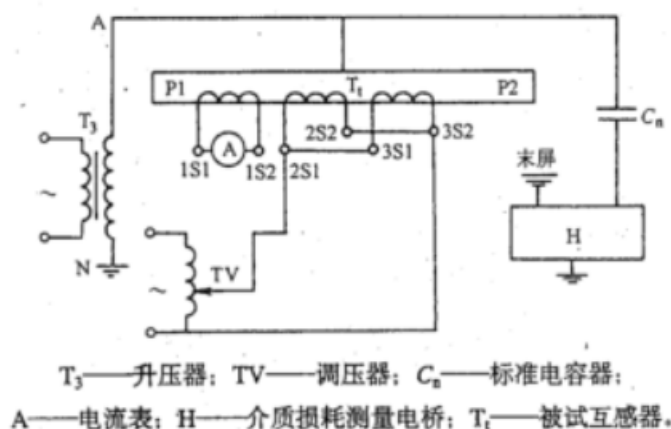 A
P1 Tt P2
T3 Cn
2S2 3S2
A
1S1 1S2 2S1 3S1
末屏
~ H
N TV
~
T3——升压器；TV——调压器；Cn——标准电容器；
A——电流表；H——介质损耗测量电桥；Tt——被试互感器。